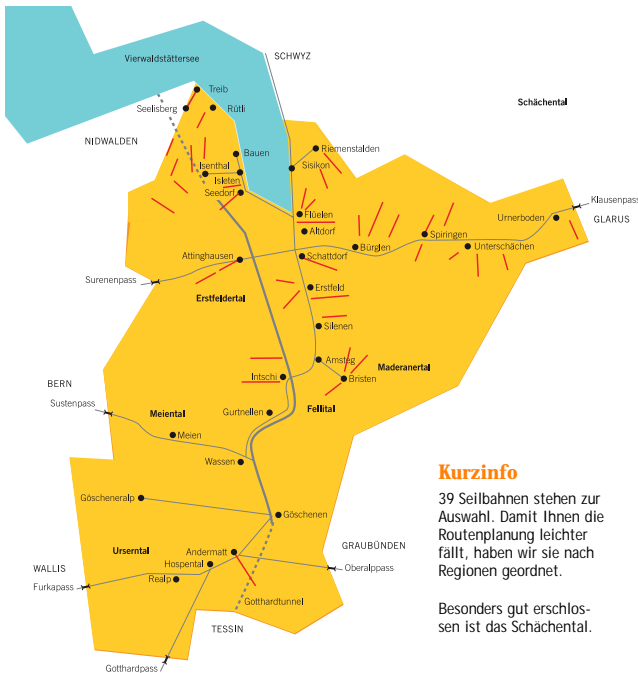 SCHWYZ
Vierwaldstättersee
Treib
Schächental
Seelisberg
Rütli
NIDWALDEN
Riemenstalden
Bauen
Isenthal
Sisikon
Isleten
Seedorf
Klausenpass
Flüelen
Urnerboden
GLARUS
Altdorf
Spiringen
Bürglen
Unterschächen
Attinghausen
Schattdorf
Surenenpass
Erstfeld
Erstfeldertal
Silenen
Amsteg
Maderanertal
Intschi
Bristen
BERN
Sustenpass
Gurtnellen
Fellital
Meiental
Meien
Wassen
Kurzinfo
39 Seilbahnen stehen zur
Auswahl. Damit Ihnen die
Routenplanung leichter
fällt, haben wir sie nach
Regionen geordnet.
Besonders gut erschlos-
sen ist das Schächental.
Göscheneralp
Göschenen
GRAUBÜNDEN
Urserntal
Andermatt
Hospental
WALLIS
Oberalppass
Realp
Furkapass
Gotthardtunnel
TESSIN
Gotthardpass